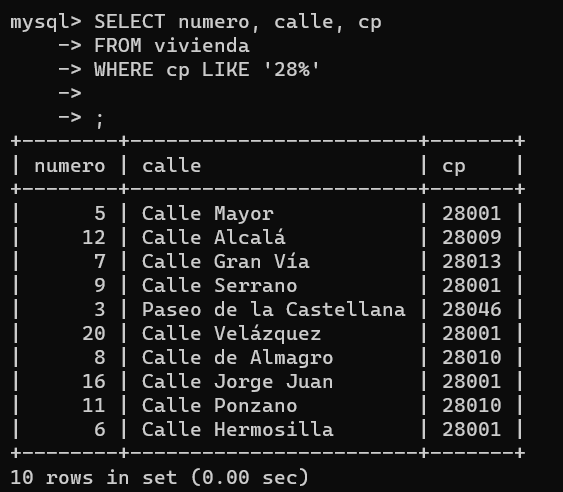 mysql> SELECT numero, calle, cp
    -> FROM vivienda
    -> WHERE cp LIKE '28%'
    ->
    -> ;
+--------+------------------------+-------+
| numero | calle                  | cp    |
+--------+------------------------+-------+
|      5 | Calle Mayor            | 28001 |
|     12 | Calle Alcalá           | 28009 |
|      7 | Calle Gran Vía         | 28013 |
|      9 | Calle Serrano          | 28001 |
|      3 | Paseo de la Castellana | 28046 |
|     20 | Calle Velázquez        | 28001 |
|      8 | Calle de Almagro       | 28010 |
|     16 | Calle Jorge Juan       | 28001 |
|     11 | Calle Ponzano          | 28010 |
|      6 | Calle Hermosilla       | 28001 |
+--------+------------------------+-------+
10 rows in set (0.00 sec)